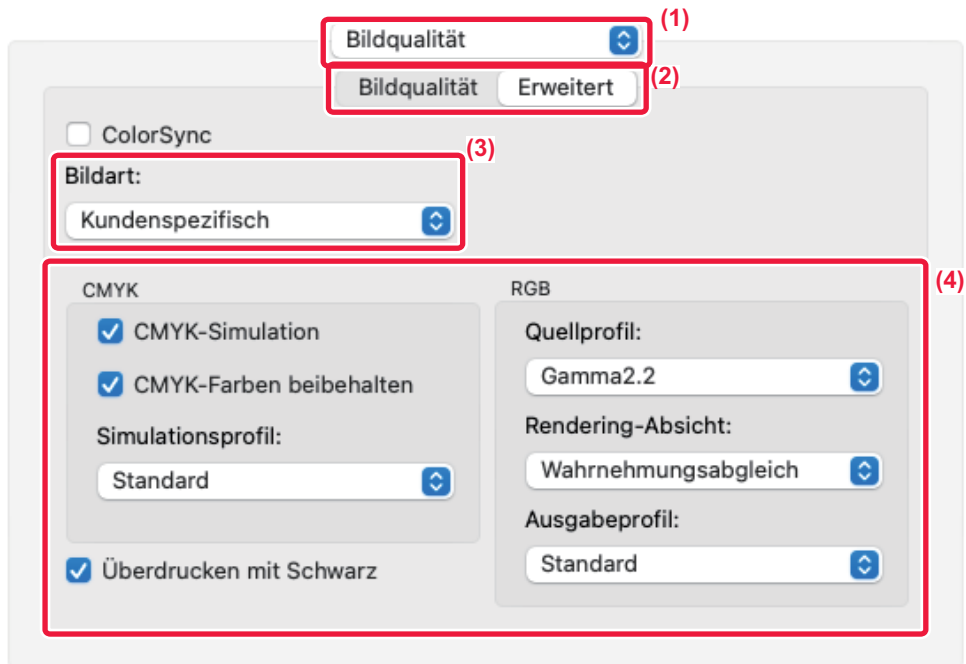 Bildqualität
(1)
Bildqualität Erweitert
(2)
ColorSync
(3)
Bildart:
Kundenspezifisch
(4)
CMYK
CMYK-Simulation
CMYK-Farben beibehalten
Simulationsprofil:
Standard
Überdrucken mit Schwarz
RGB
Quellprofil:
Gamma2.2
Rendering-Absicht:
Wahrnehmungsabgleich
Ausgabeprofil:
Standard